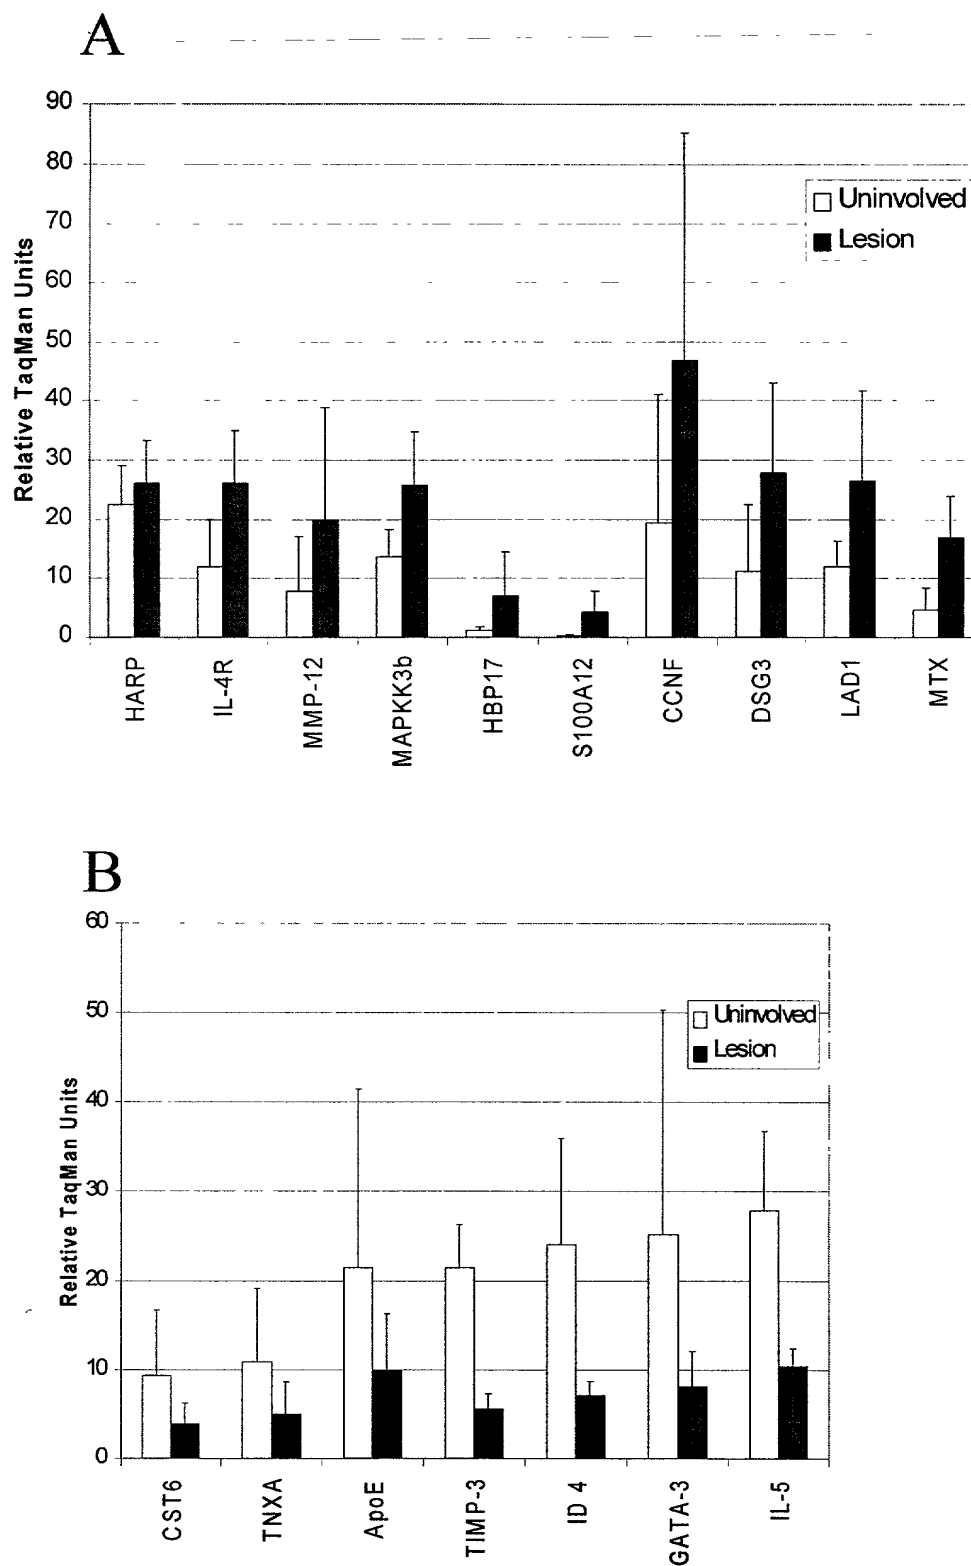 A
90
80
70
60
50
40
30
20
10
0
Relative TaqMan Units
Uninvolved
Lesion
HARP
IL-4R
MMP-12
MAPKK3b
HBP17
S100A12
CCNF
DSG3
LAD1
MTX
B
60
50
40
30
20
10
0
Relative TaqMan Units
Uninvolved
Lesion
CST6
TNXA
ApoE
TIMP-3
ID 4
GATA-3
IL-5